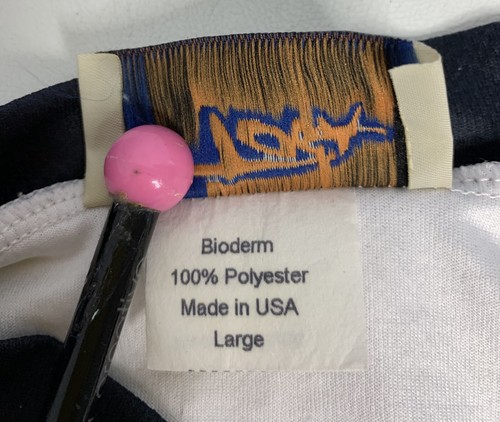 Bioderm
100% Polyester
Made in USA
Large